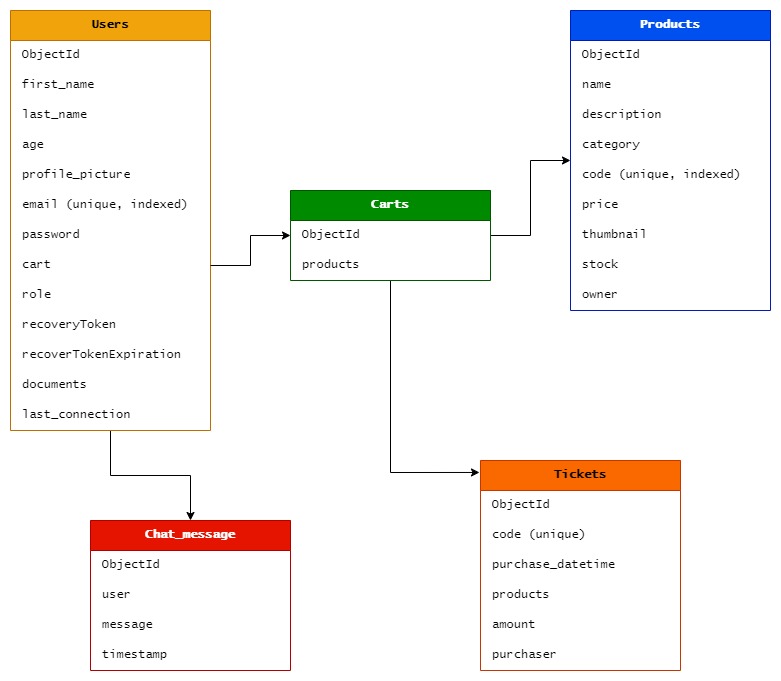 Users
ObjectId
first_name
last_name
age
profile_picture
email (unique, indexed)
password
cart
role
recoveryToken
recoverTokenExpiration
documents
last_connection
Carts
ObjectId
products
Products
ObjectId
name
description
category
code (unique, indexed)
price
thumbnail
stock
owner
Chat_message
ObjectId
user
message
timestamp
Tickets
ObjectId
code (unique)
purchase_datetime
products
amount
purchaser